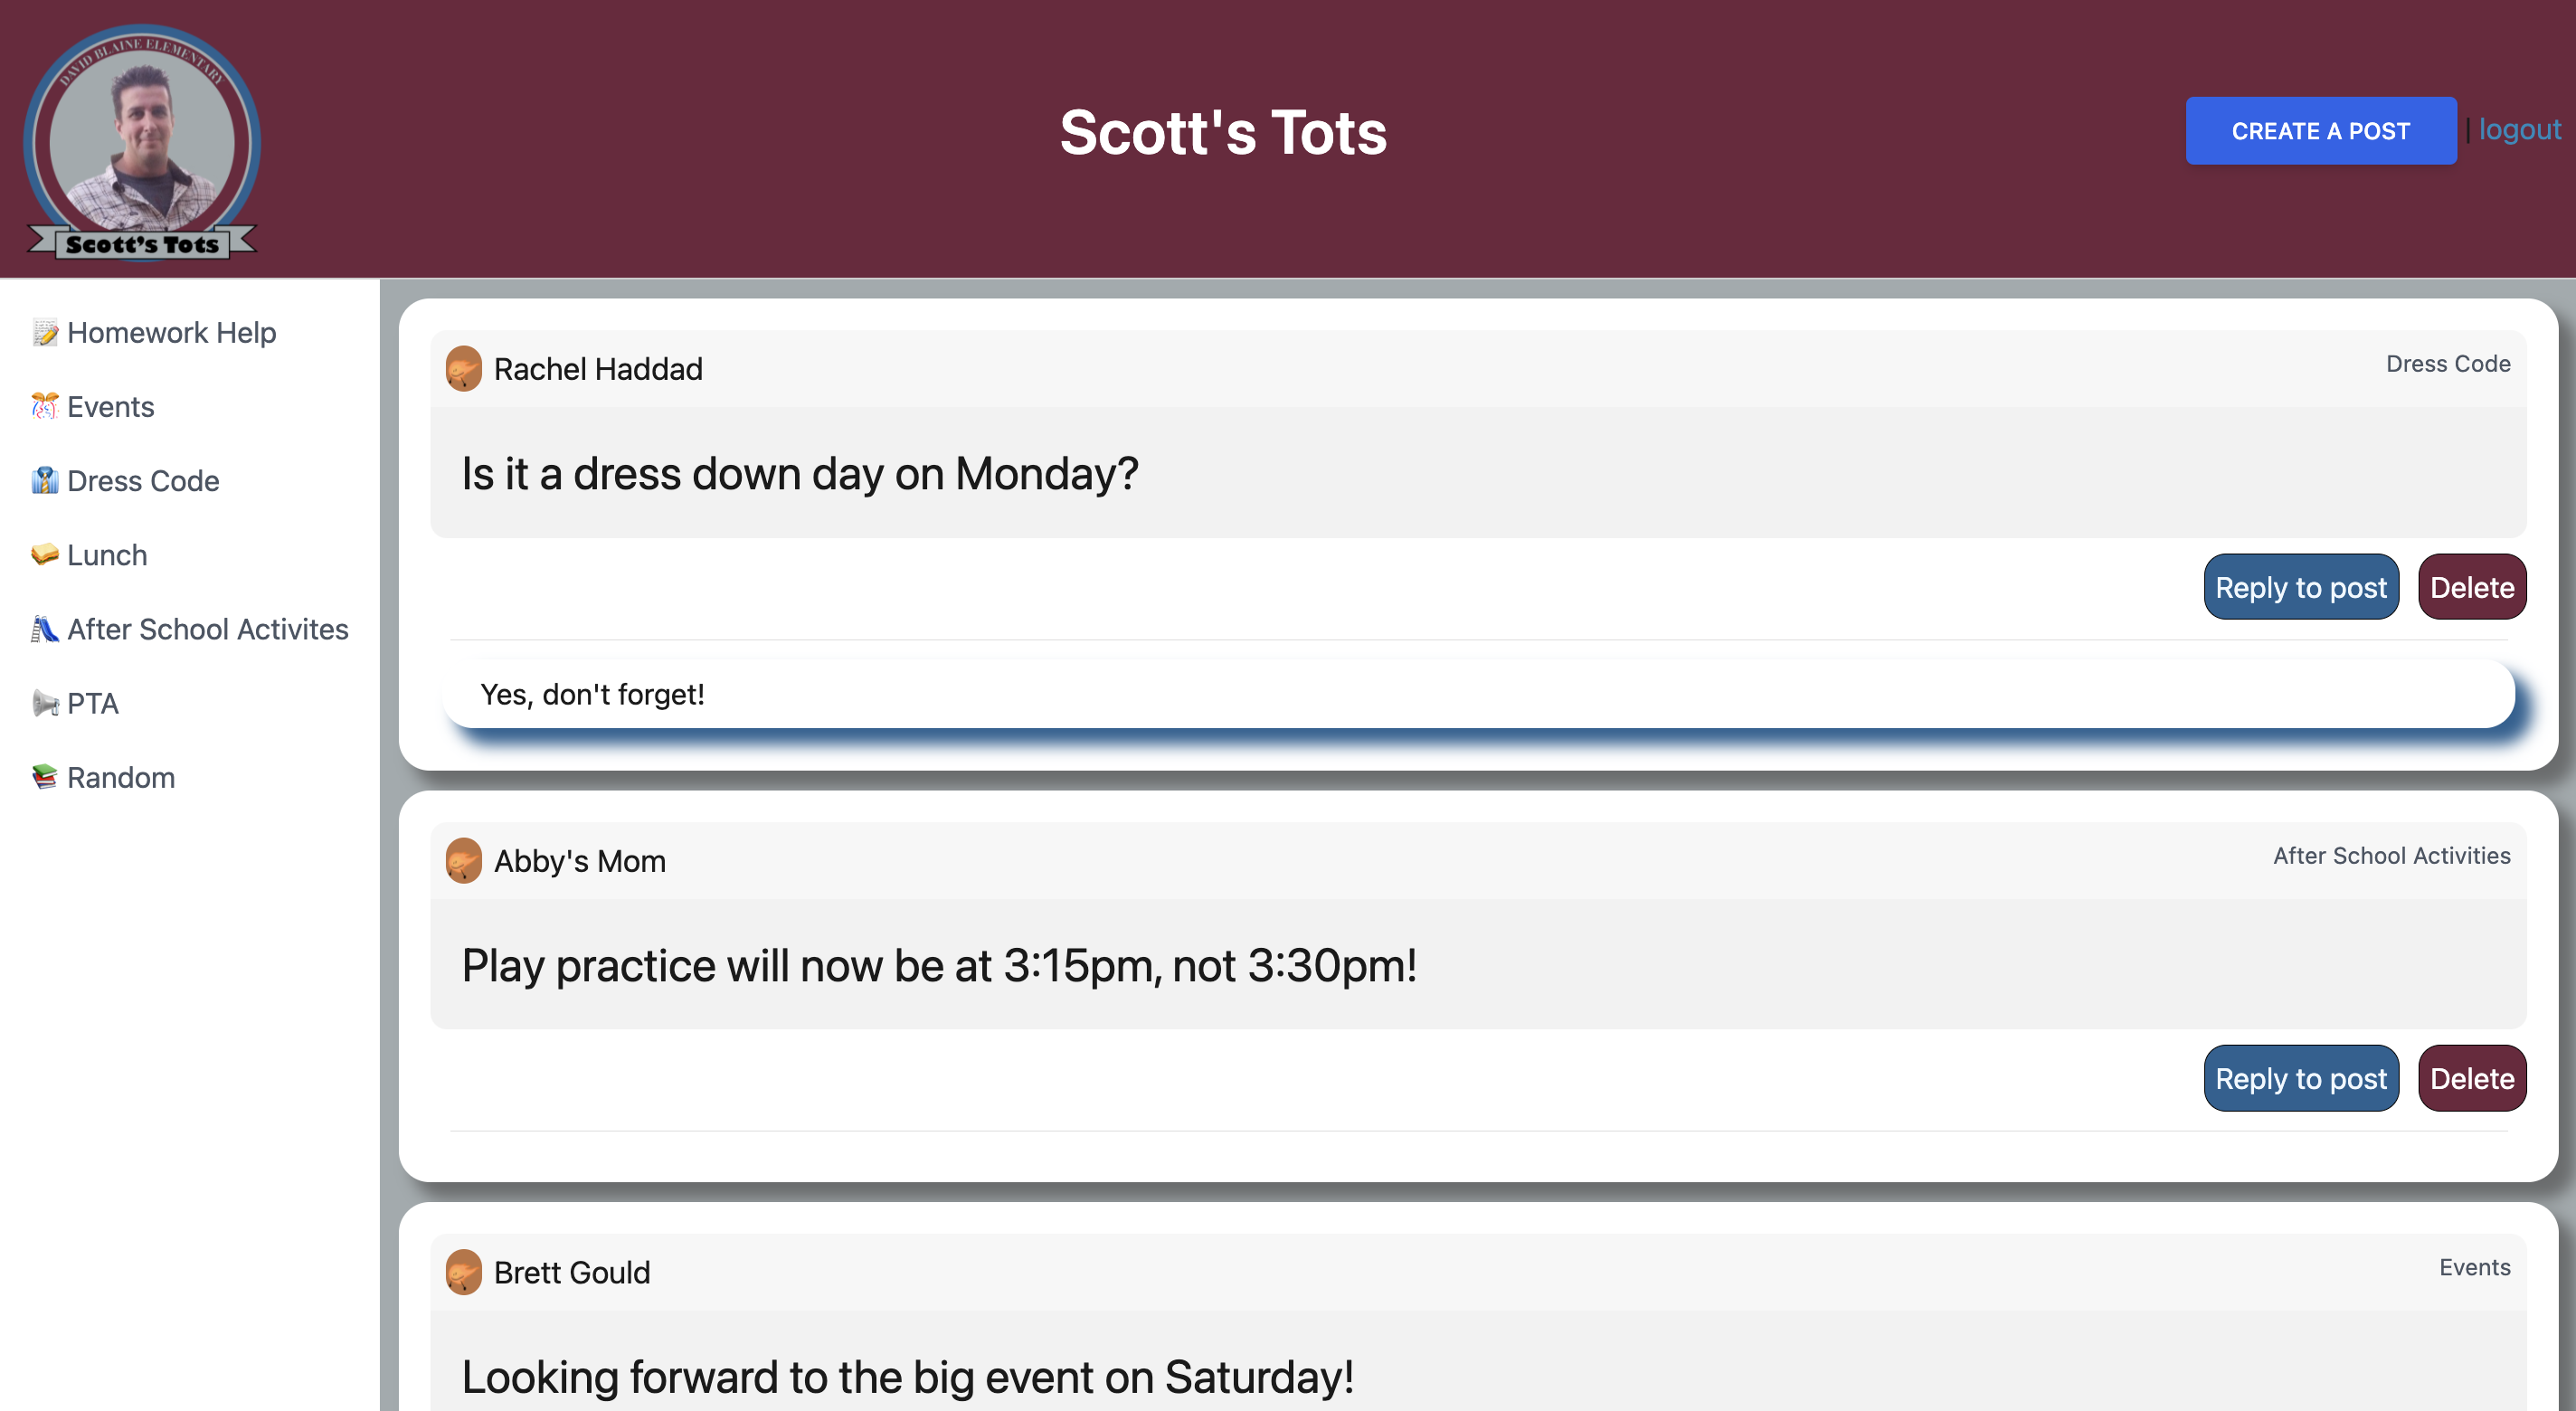 DAVID BLAINE ELEMENTARY
Scott's Tots
Scott's Tots
CREATE A POST | logout
Homework Help
Events
Dress Code
Lunch
After School Activites
PTA
Random
Rachel Haddad
Dress Code
Is it a dress down day on Monday?
Reply to post
Delete
Yes, don't forget!
Abby's Mom
After School Activities
Play practice will now be at 3:15pm, not 3:30pm!
Reply to post
Delete
Brett Gould
Events
Looking forward to the big event on Saturday!